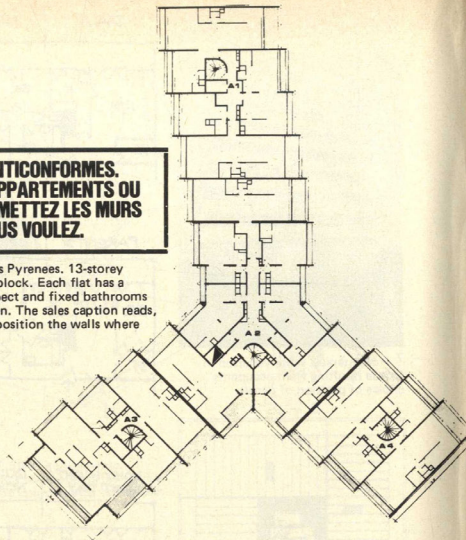 ITICONFORMES.
PPARTEMENTS OU
METTEZ LES MURS
US VOULEZ.
s Pyrenees. 13-storey
block. Each flat has a
ect and fixed bathrooms
n. The sales caption reads,
position the walls where
A1
A2
A3
A4